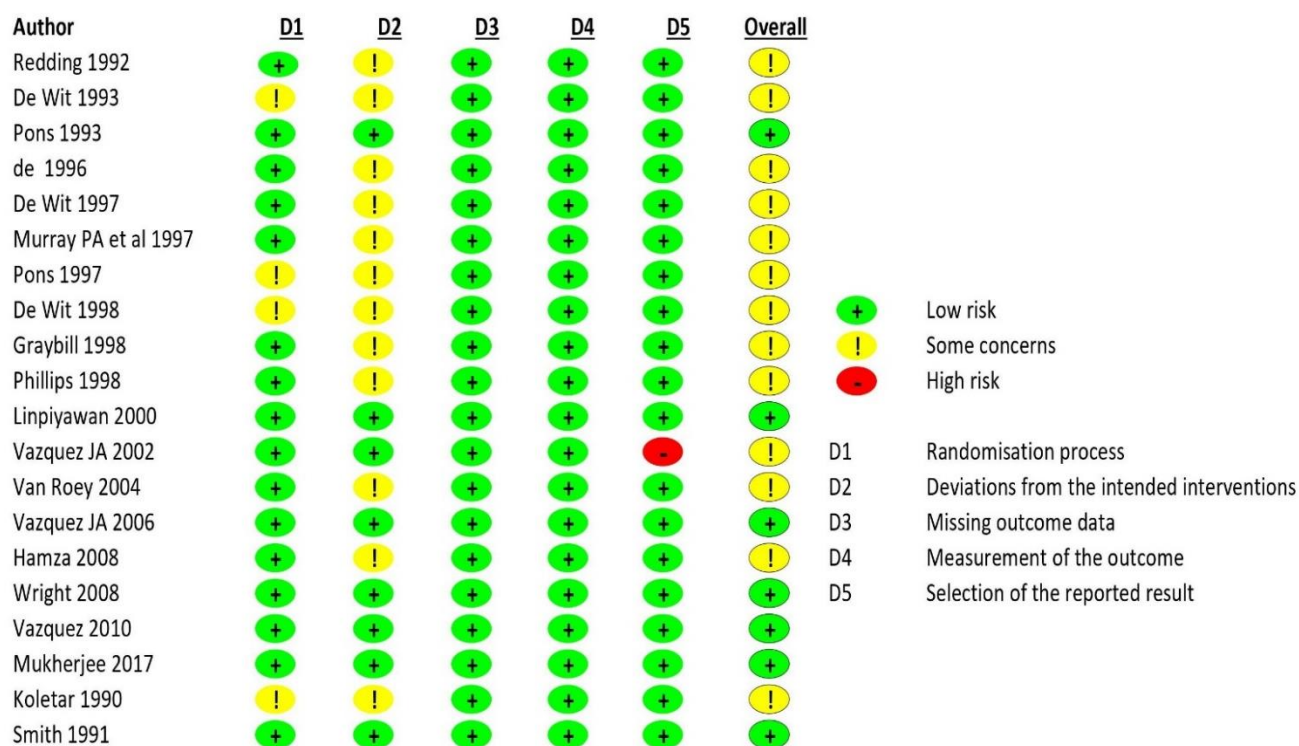 Author D1 D2 D3 D4 D5 Overall
Redding 1992 + ! + + + !
De Wit 1993 ! ! + + + !
Pons 1993 + + + + + +
de 1996 + ! + + + !
De Wit 1997 + ! + + + !
Murray PA et al 1997 + ! + + + !
Pons 1997 ! ! + + + !
De Wit 1998 ! ! + + + !
Graybill 1998 + ! + + + !
Phillips 1998 + ! + + + !
Linpiyawan 2000 + + + + + +
Vazquez JA 2002 + + + + - !
Van Roey 2004 + ! + + + !
Vazquez JA 2006 + + + + + +
Hamza 2008 + ! + + + !
Wright 2008 + + + + + +
Vazquez 2010 + + + + + +
Mukherjee 2017 + + + + + +
Koletar 1990 ! ! + + + !
Smith 1991 + + + + + +
+ Low risk
! Some concerns
- High risk
D1 Randomisation process
D2 Deviations from the intended interventions
D3 Missing outcome data
D4 Measurement of the outcome
D5 Selection of the reported result